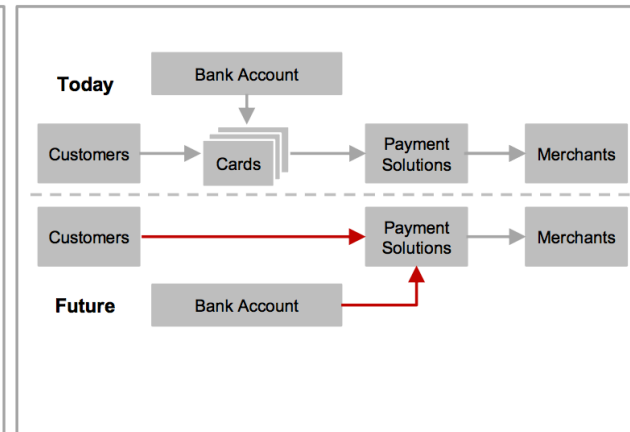 Bank Account
Today
Customers
Cards
Payment
Solutions
Merchants
Customers
Payment
Solutions
Merchants
Future
Bank Account